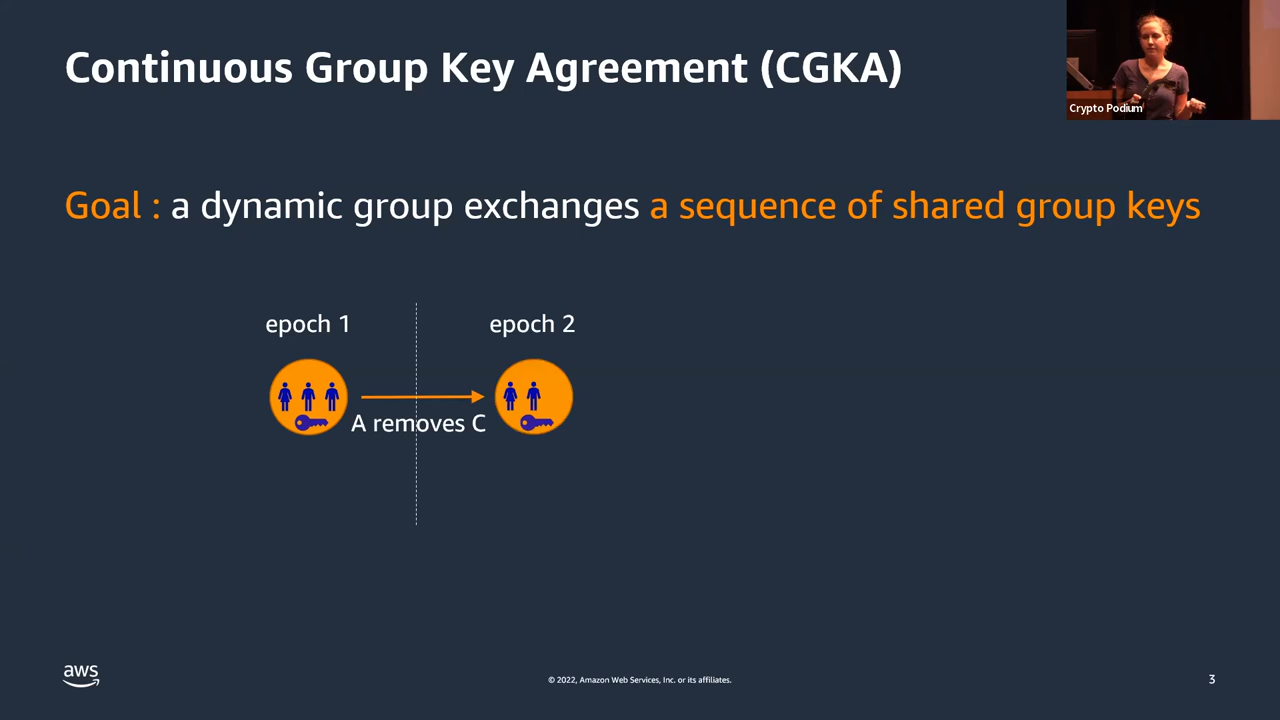 Continuous Group Key Agreement (CGKA)
Crypto Podium
Goal : a dynamic group exchanges a sequence of shared group keys
epoch 1
epoch 2
A removes C
aws
© 2022, Amazon Web Services, Inc. or its affiliates.
3